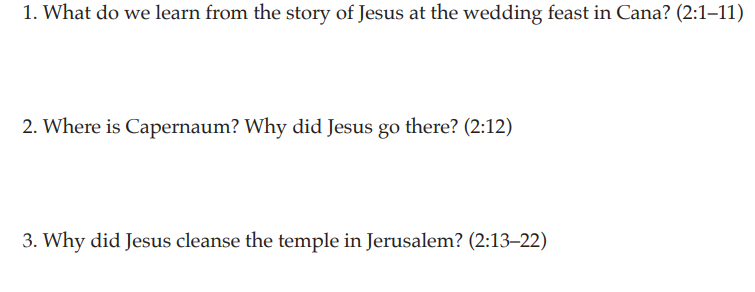 1. What do we learn from the story of Jesus at the wedding feast in Cana? (2:1–11)
2. Where is Capernaum? Why did Jesus go there? (2:12)
3. Why did Jesus cleanse the temple in Jerusalem? (2:13–22)